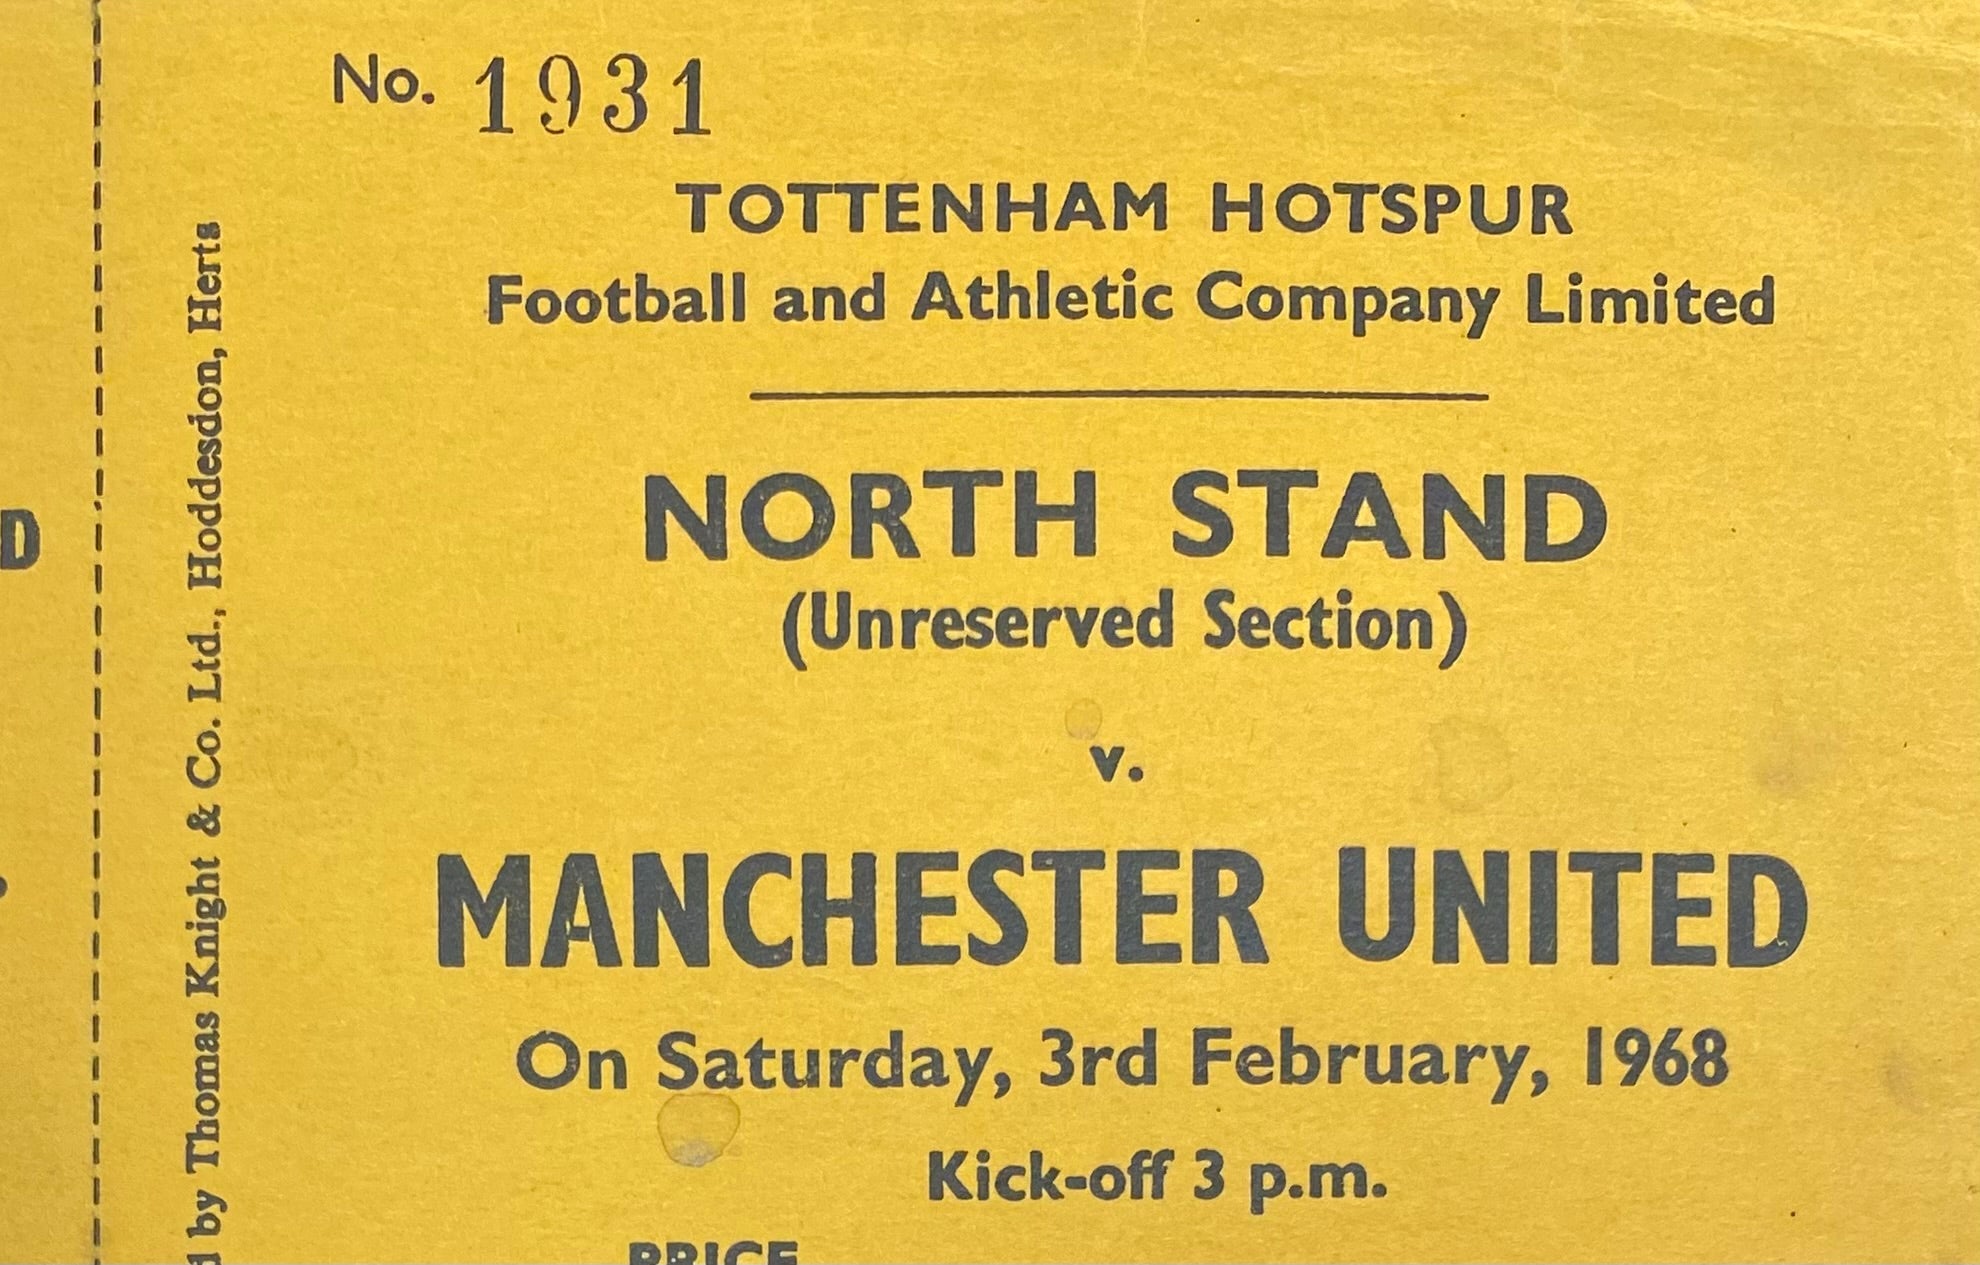 No. 1931
TOTTENHAM HOTSPUR
Football and Athletic Company Limited
NORTH STAND
(Unreserved Section)
v.
MANCHESTER UNITED
On Saturday, 3rd February, 1968
Kick-off 3 p.m.
PRICE
by Thomas Knight & Co. Ltd., Hoddesdon, Herts